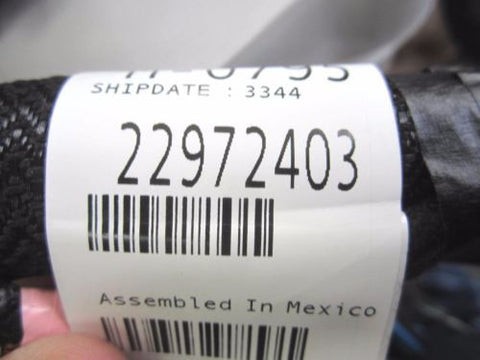 SHIPDATE : 3344
22972403
Assembled In Mexico